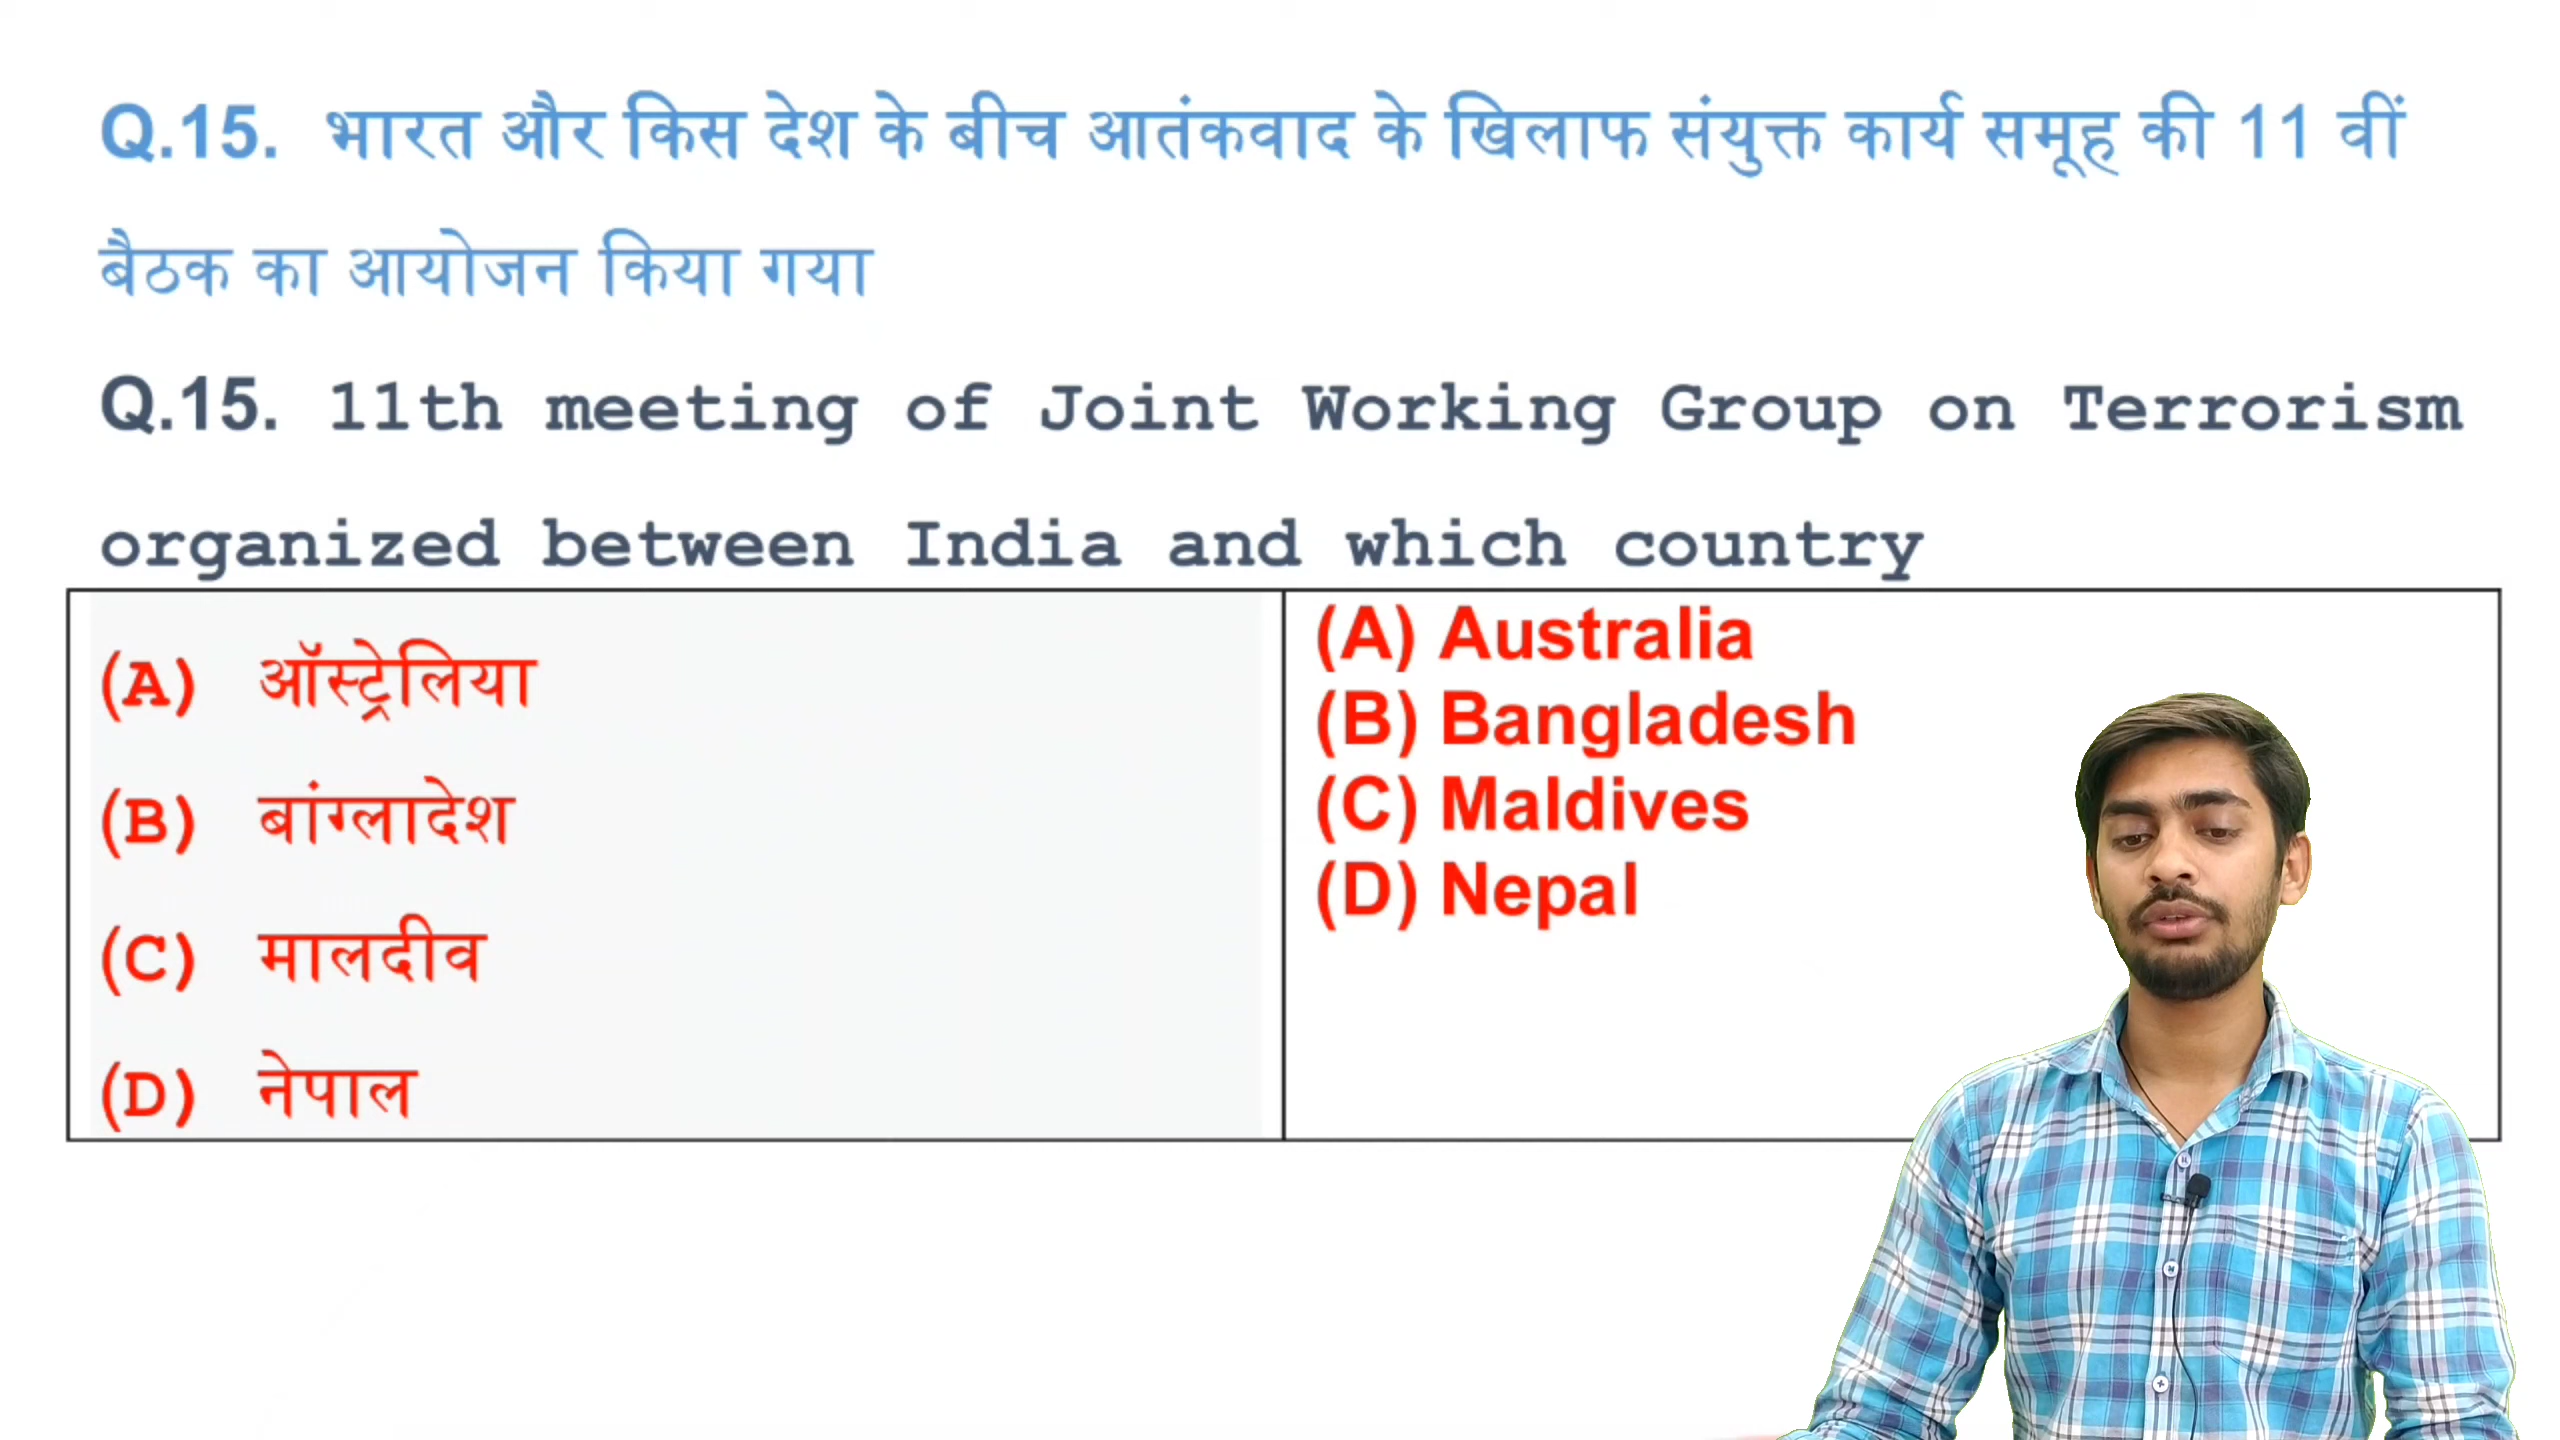 Q.15. भारत और किस देश के बीच आतंकवाद के खिलाफ संयुक्त कार्य समूह की 11 वीं
बैठक का आयोजन किया गया
Q.15. 11th meeting of Joint Working Group on Terrorism
organized between India and which country
(A) ऑस्ट्रेलिया
(B) बांग्लादेश
(C) मालदीव
(D) नेपाल
(A) Australia
(B) Bangladesh
(C) Maldives
(D) Nepal